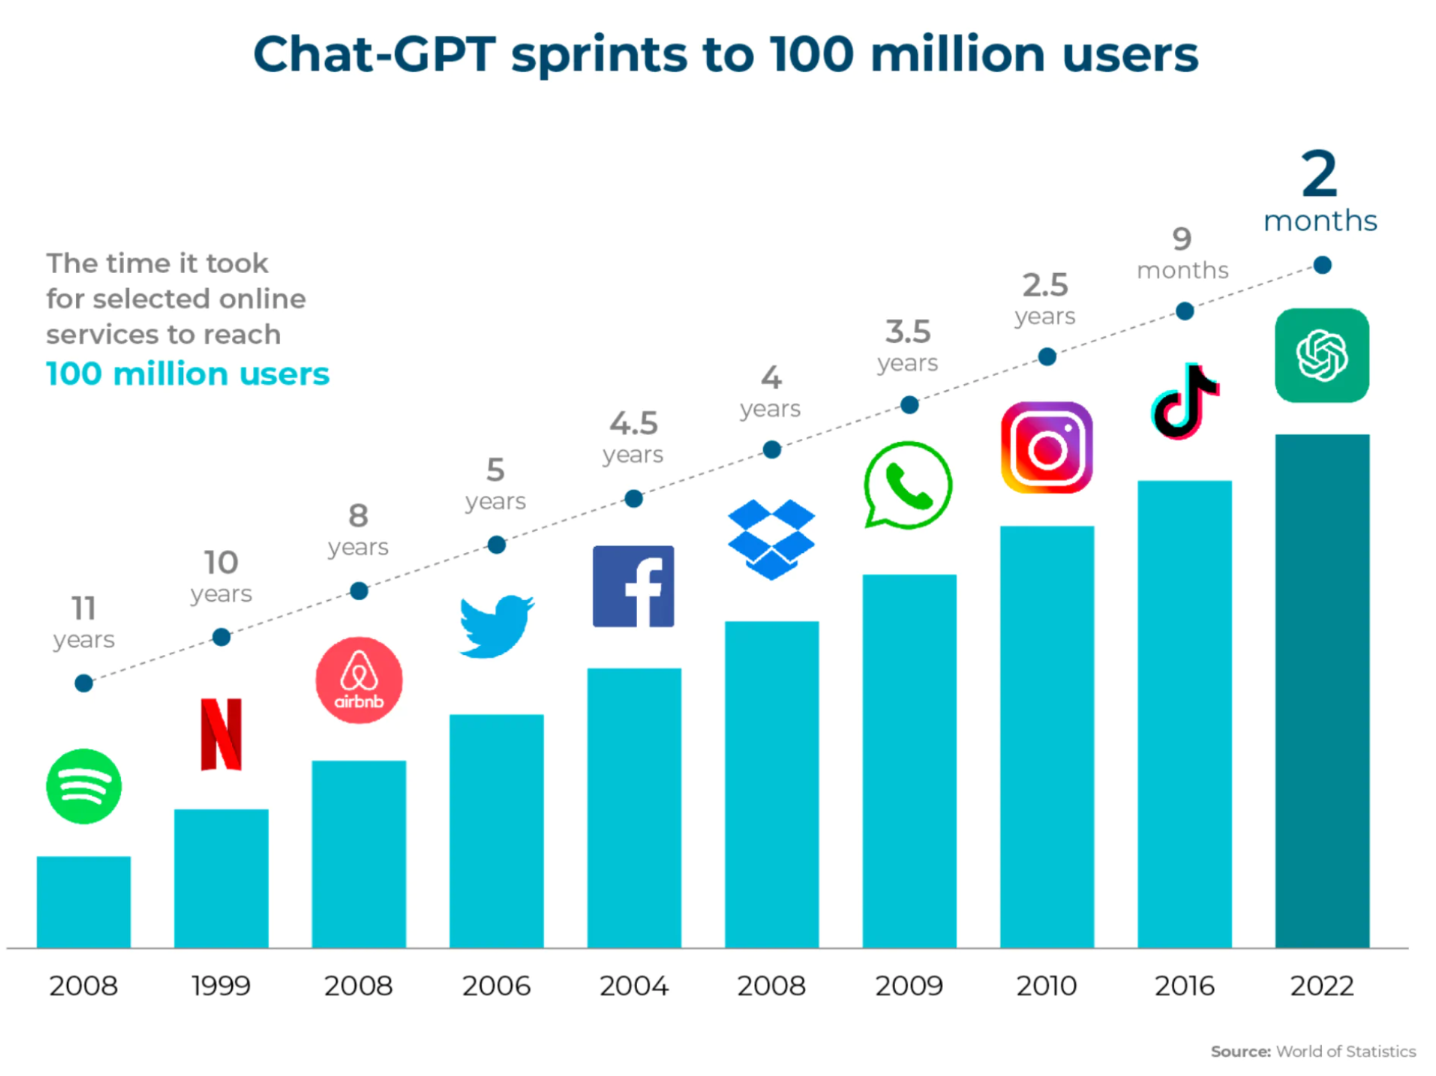 Chat-GPT sprints to 100 million users
The time it took
for selected online
services to reach
100 million users
11
years
10
years
8
years
5
years
4.5
years
4
years
3.5
years
2.5
years
9
months
2
months
airbnb
2008
1999
2008
2006
2004
2008
2009
2010
2016
2022
Source: World of Statistics